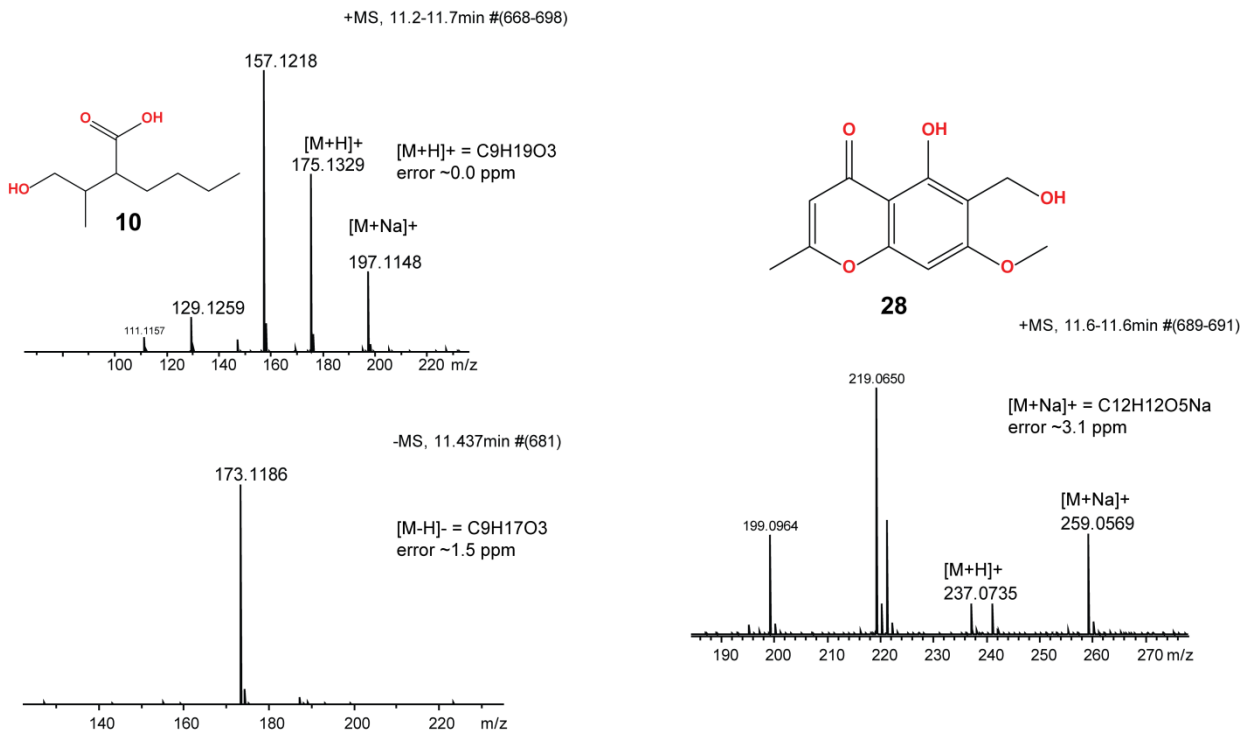 +MS, 11.2-11.7min #(668-698)
157.1218
O
OH
HO
10
[M+H]+
175.1329
[M+H]+ = C9H19O3
error ~0.0 ppm
[M+Na]+
197.1148
129.1259
111.1157
100 120 140 160 180 200 220 m/z
-MS, 11.437min #(681)
173.1186
[M-H]- = C9H17O3
error ~1.5 ppm
140 160 180 200 220 m/z
O
OH
OH
O
O
28
+MS, 11.6-11.6min #(689-691)
219.0650
[M+Na]+ = C12H12O5Na
error ~3.1 ppm
199.0964
[M+Na]+
259.0569
[M+H]+
237.0735
190 200 210 220 230 240 250 260 270 m/z